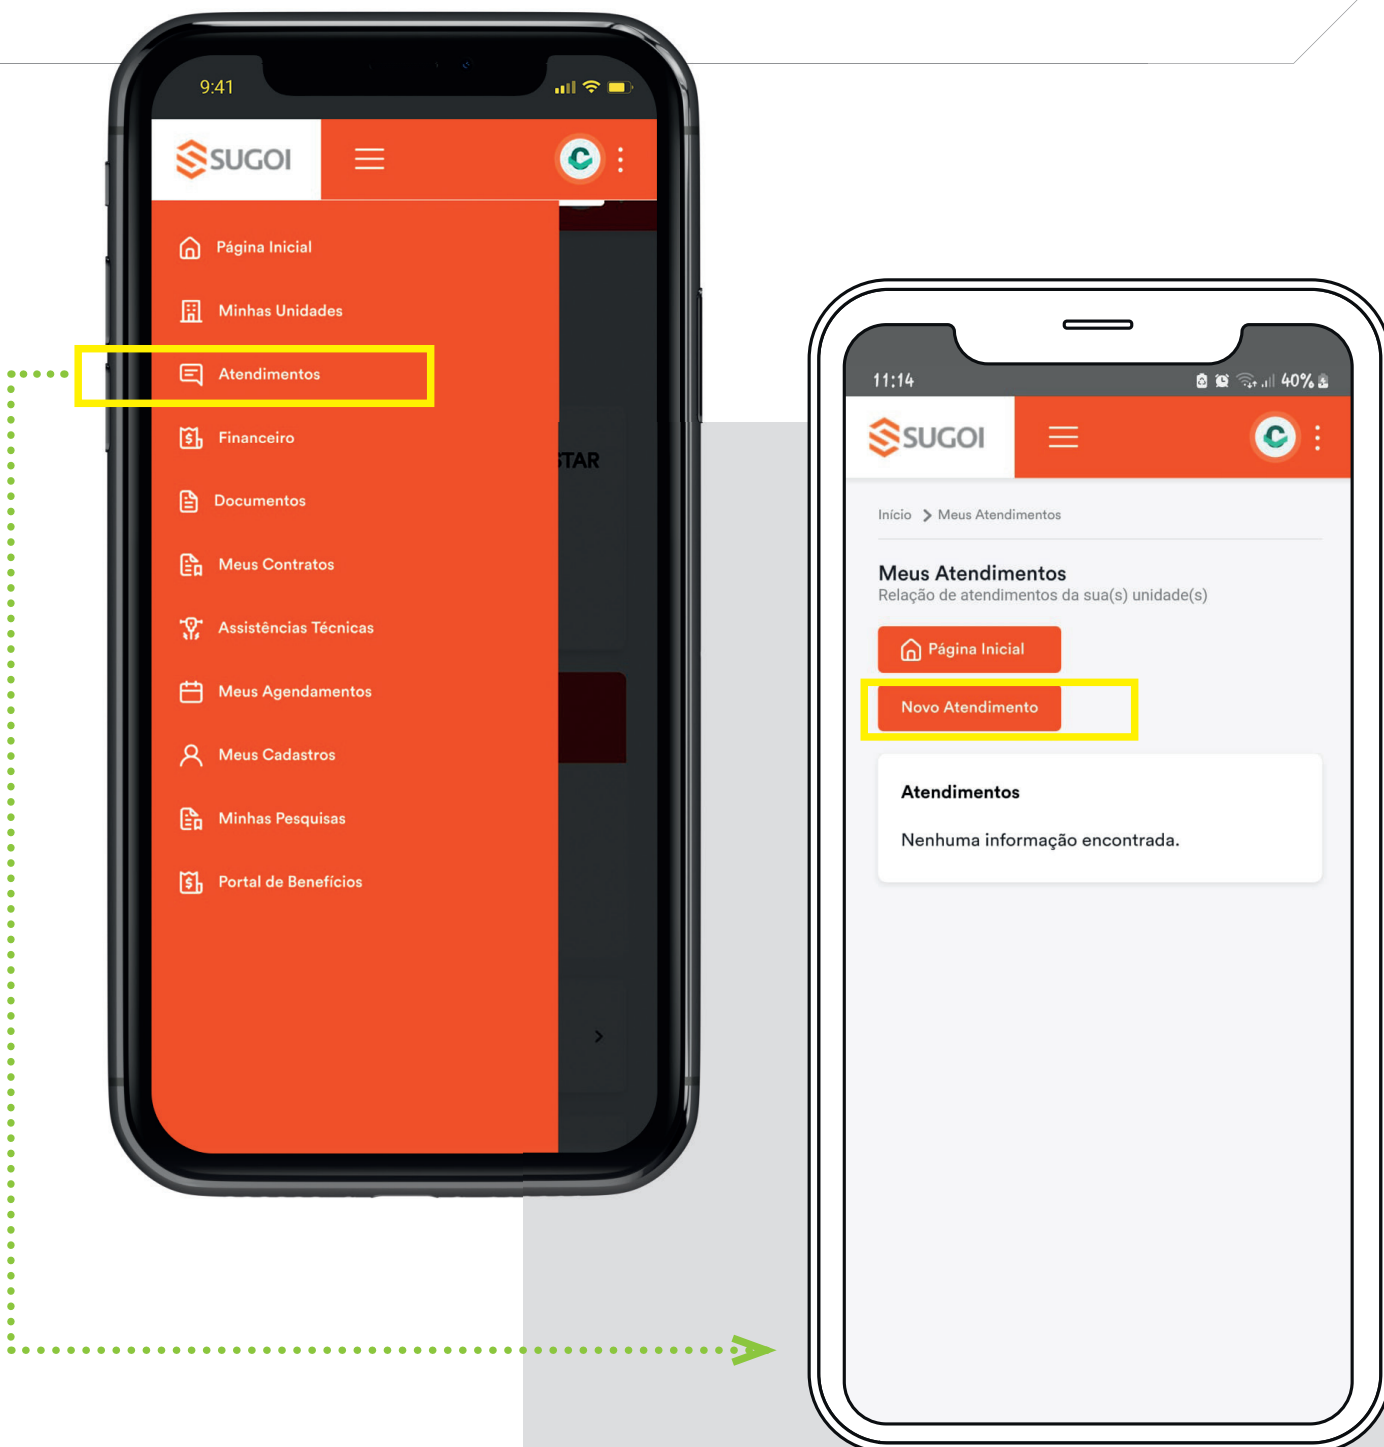 9:41
SUGOI
Página Inicial
Minhas Unidades
Atendimentos
Financeiro
Documentos
Meus Contratos
Assistências Técnicas
Meus Agendamentos
Meus Cadastros
Minhas Pesquisas
Portal de Benefícios
STAR
11:14
40%
SUGOI
Início > Meus Atendimentos
Meus Atendimentos
Relação de atendimentos da sua(s) unidade(s)
Página Inicial
Novo Atendimento
Atendimentos
Nenhuma informação encontrada.